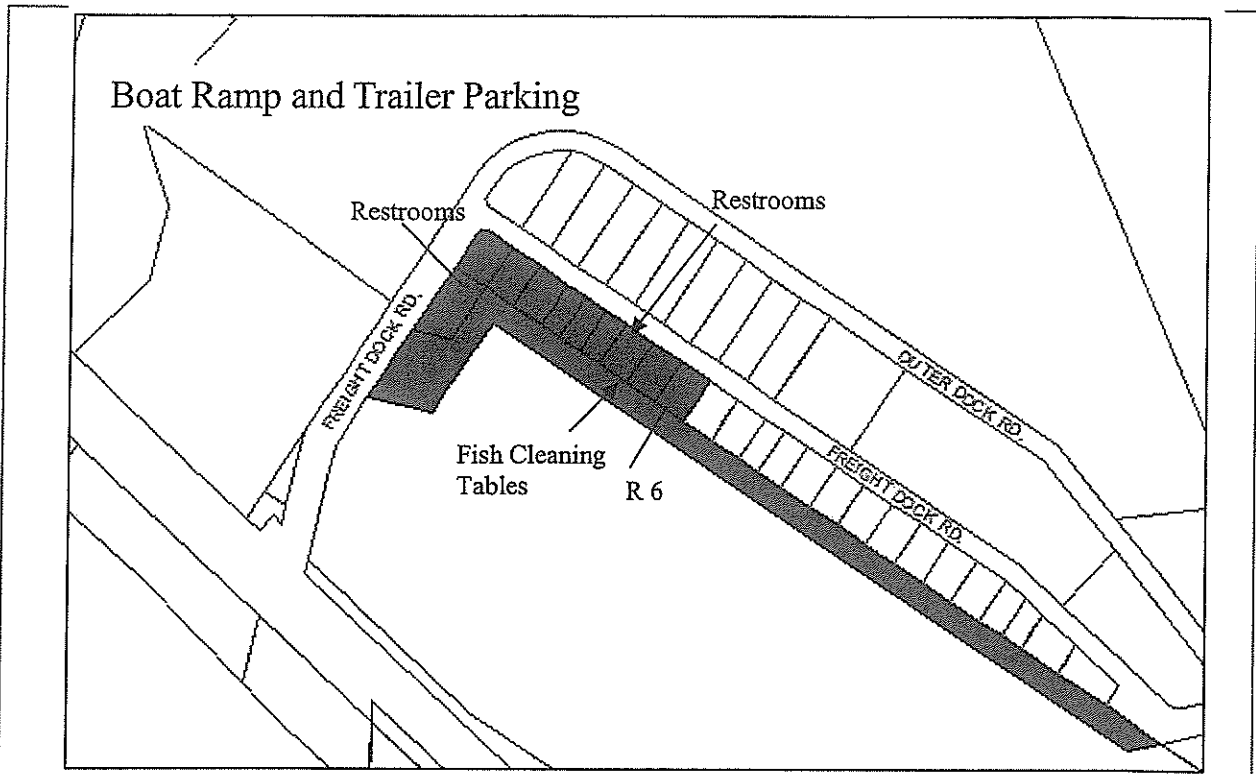 Boat Ramp and Trailer Parking
Restrooms
Restrooms
FREIGHT DOCK RD.
OUTER DOCK RD.
FREIGHT DOCK RD.
Fish Cleaning
Tables
R 6